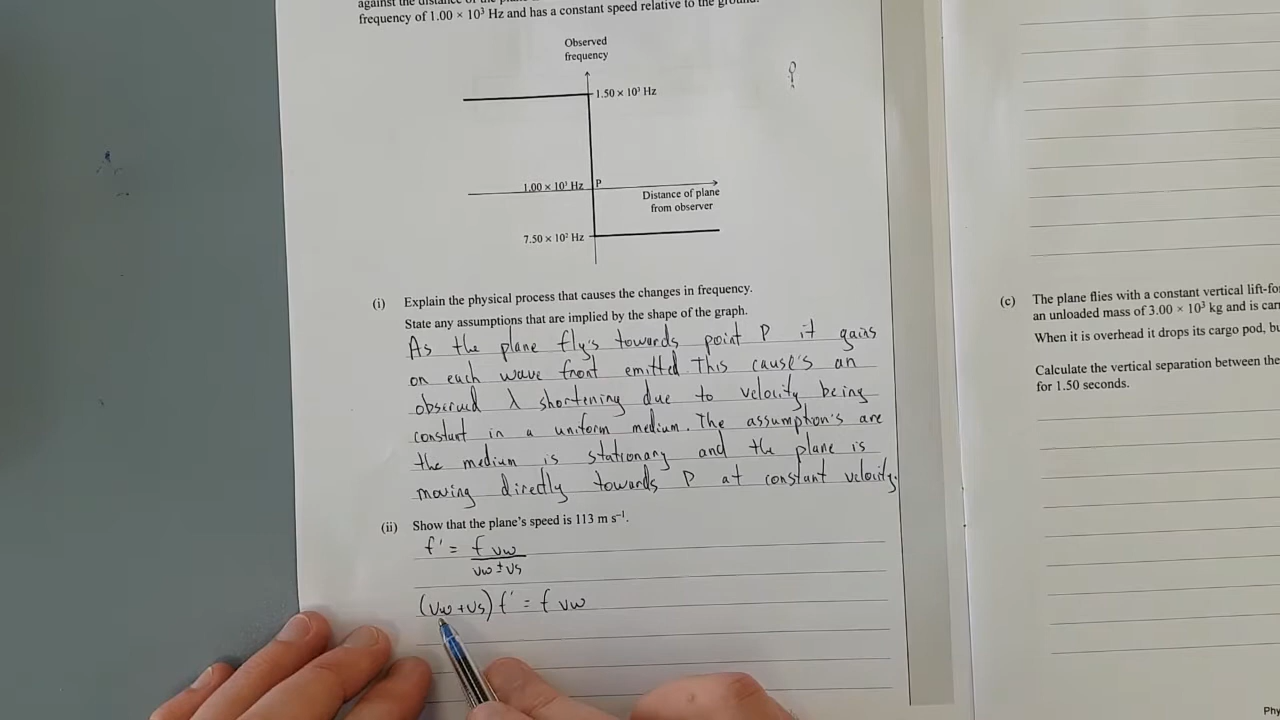 against the distance of the
frequency of 1.00 × 10³ Hz and has a constant speed relative to the ground.
Observed
frequency
1.50 × 10³ Hz
1.00 × 10³ Hz
P
Distance of plane
from observer
7.50 × 10² Hz
(i) Explain the physical process that causes the changes in frequency.
State any assumptions that are implied by the shape of the graph.
As the plane fly's towards point P it gains
on each wave front emitted. This cause's an
observed λ shortening due to velocity being
constant in a uniform medium. The assumption's are
the medium is stationary and the plane is
moving directly towards P at constant velocity.
(ii) Show that the plane's speed is 113 m s⁻¹.
f' = f vw
vw ± vs
(vw + vs) f' = f vw
(c) The plane flies with a constant vertical lift-fo
an unloaded mass of 3.00 × 10³ kg and is car
When it is overhead it drops its cargo pod, bu
Calculate the vertical separation between the
for 1.50 seconds.
Phy